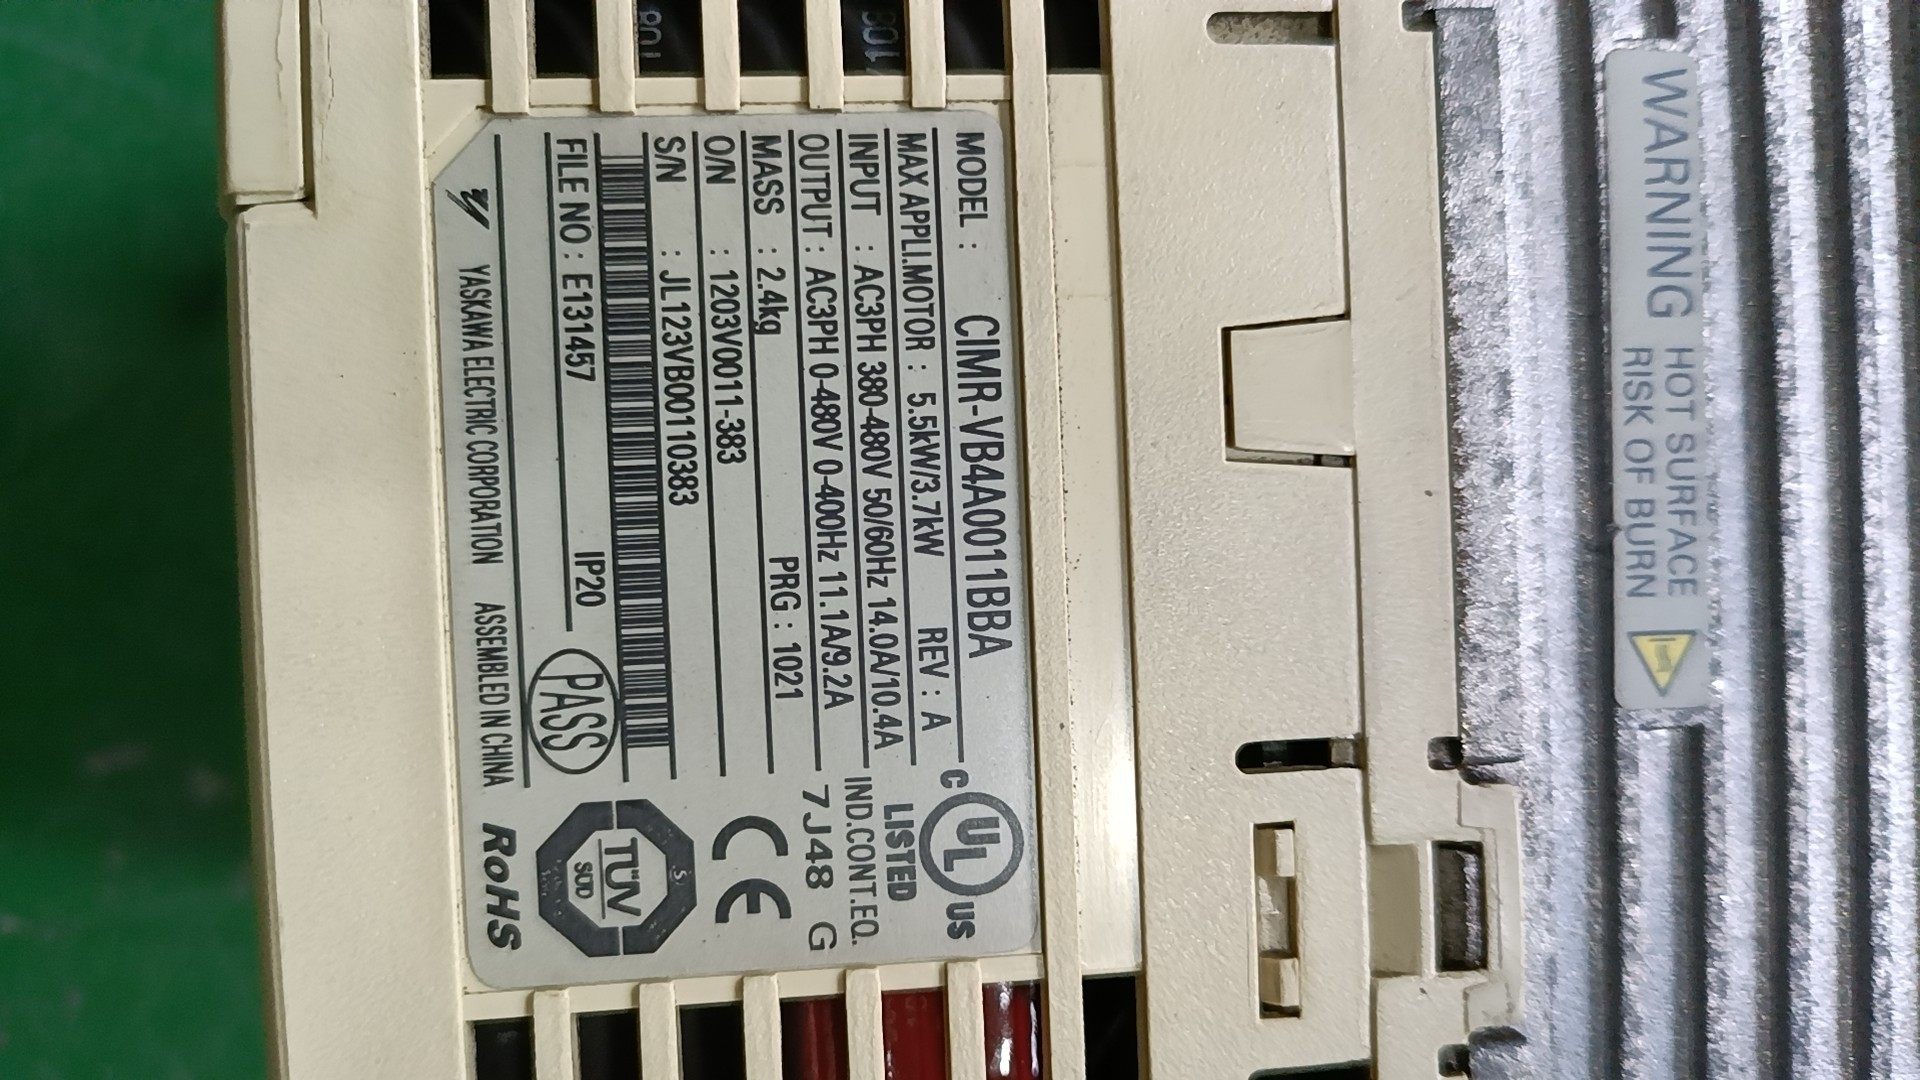 MODEL : CIMR-VB4A0011BBA
MAX APPLI.MOTOR : 5.5kW/3.7kW REV : A
INPUT : AC3PH 380-480V 50/60Hz 14.0A/10.4A
OUTPUT : AC3PH 0-480V 0-400Hz 11.1A/9.2A
MASS : 2.4kg PRG : 1021
O/N : 1203V0011-383
S/N : JL123VB00110383
FILE NO : E131457 IP20
PASS
YASKAWA ELECTRIC CORPORATION ASSEMBLED IN CHINA
C UL US
LISTED
IND.CONT.EQ.
7J48 G
CE
TÜV
SÜD
RoHS
WARNING HOT SURFACE
RISK OF BURN
108
108